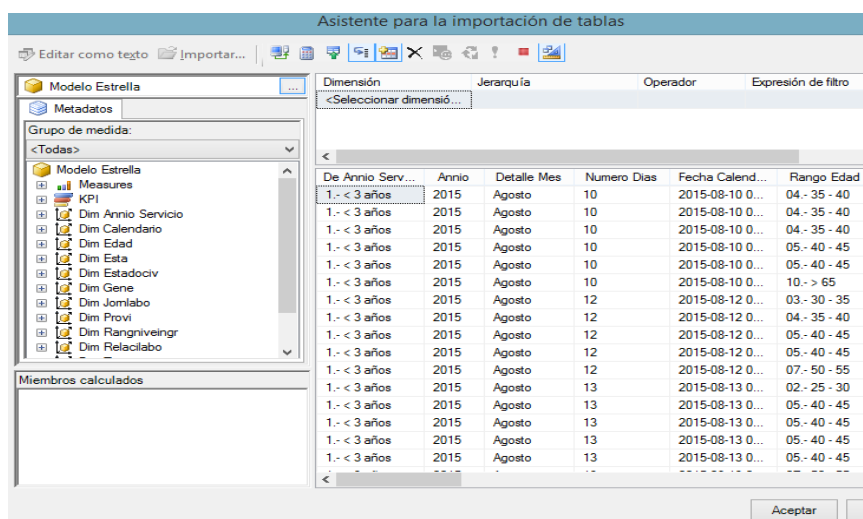 Asistente para la importación de tablas
Editar como texto Importar...
Modelo Estrella ...
Metadatos
Grupo de medida:
<Todas>
Modelo Estrella
Measures
KPI
Dim Annio Servicio
Dim Calendario
Dim Edad
Dim Esta
Dim Estadociv
Dim Gene
Dim Jornlabo
Dim Provi
Dim Rangniveingr
Dim Relacilabo
Miembros calculados
Dimensión Jerarquía Operador Expresión de filtro
<Seleccionar dimensió...
De Annio Serv... Annio Detalle Mes Numero Dias Fecha Calend... Rango Edad
1.- < 3 años 2015 Agosto 10 2015-08-10 0... 04.- 35 - 40
1.- < 3 años 2015 Agosto 10 2015-08-10 0... 04.- 35 - 40
1.- < 3 años 2015 Agosto 10 2015-08-10 0... 04.- 35 - 40
1.- < 3 años 2015 Agosto 10 2015-08-10 0... 05.- 40 - 45
1.- < 3 años 2015 Agosto 10 2015-08-10 0... 05.- 40 - 45
1.- < 3 años 2015 Agosto 10 2015-08-10 0... 10.- > 65
1.- < 3 años 2015 Agosto 12 2015-08-12 0... 03.- 30 - 35
1.- < 3 años 2015 Agosto 12 2015-08-12 0... 04.- 35 - 40
1.- < 3 años 2015 Agosto 12 2015-08-12 0... 05.- 40 - 45
1.- < 3 años 2015 Agosto 12 2015-08-12 0... 05.- 40 - 45
1.- < 3 años 2015 Agosto 12 2015-08-12 0... 07.- 50 - 55
1.- < 3 años 2015 Agosto 13 2015-08-13 0... 02.- 25 - 30
1.- < 3 años 2015 Agosto 13 2015-08-13 0... 05.- 40 - 45
1.- < 3 años 2015 Agosto 13 2015-08-13 0... 05.- 40 - 45
1.- < 3 años 2015 Agosto 13 2015-08-13 0... 05.- 40 - 45
1.- < 3 años 2015 Agosto 13 2015-08-13 0... 05.- 40 - 45
Aceptar